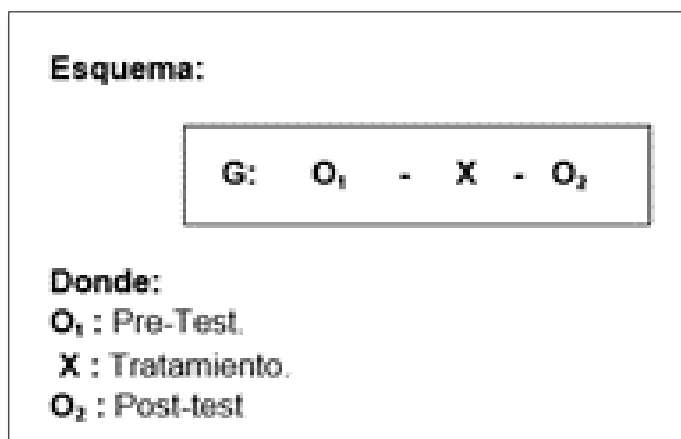 Esquema:
G: O₁ - X - O₂
Donde:
O₁ : Pre-Test.
X : Tratamiento.
O₂ : Post-test